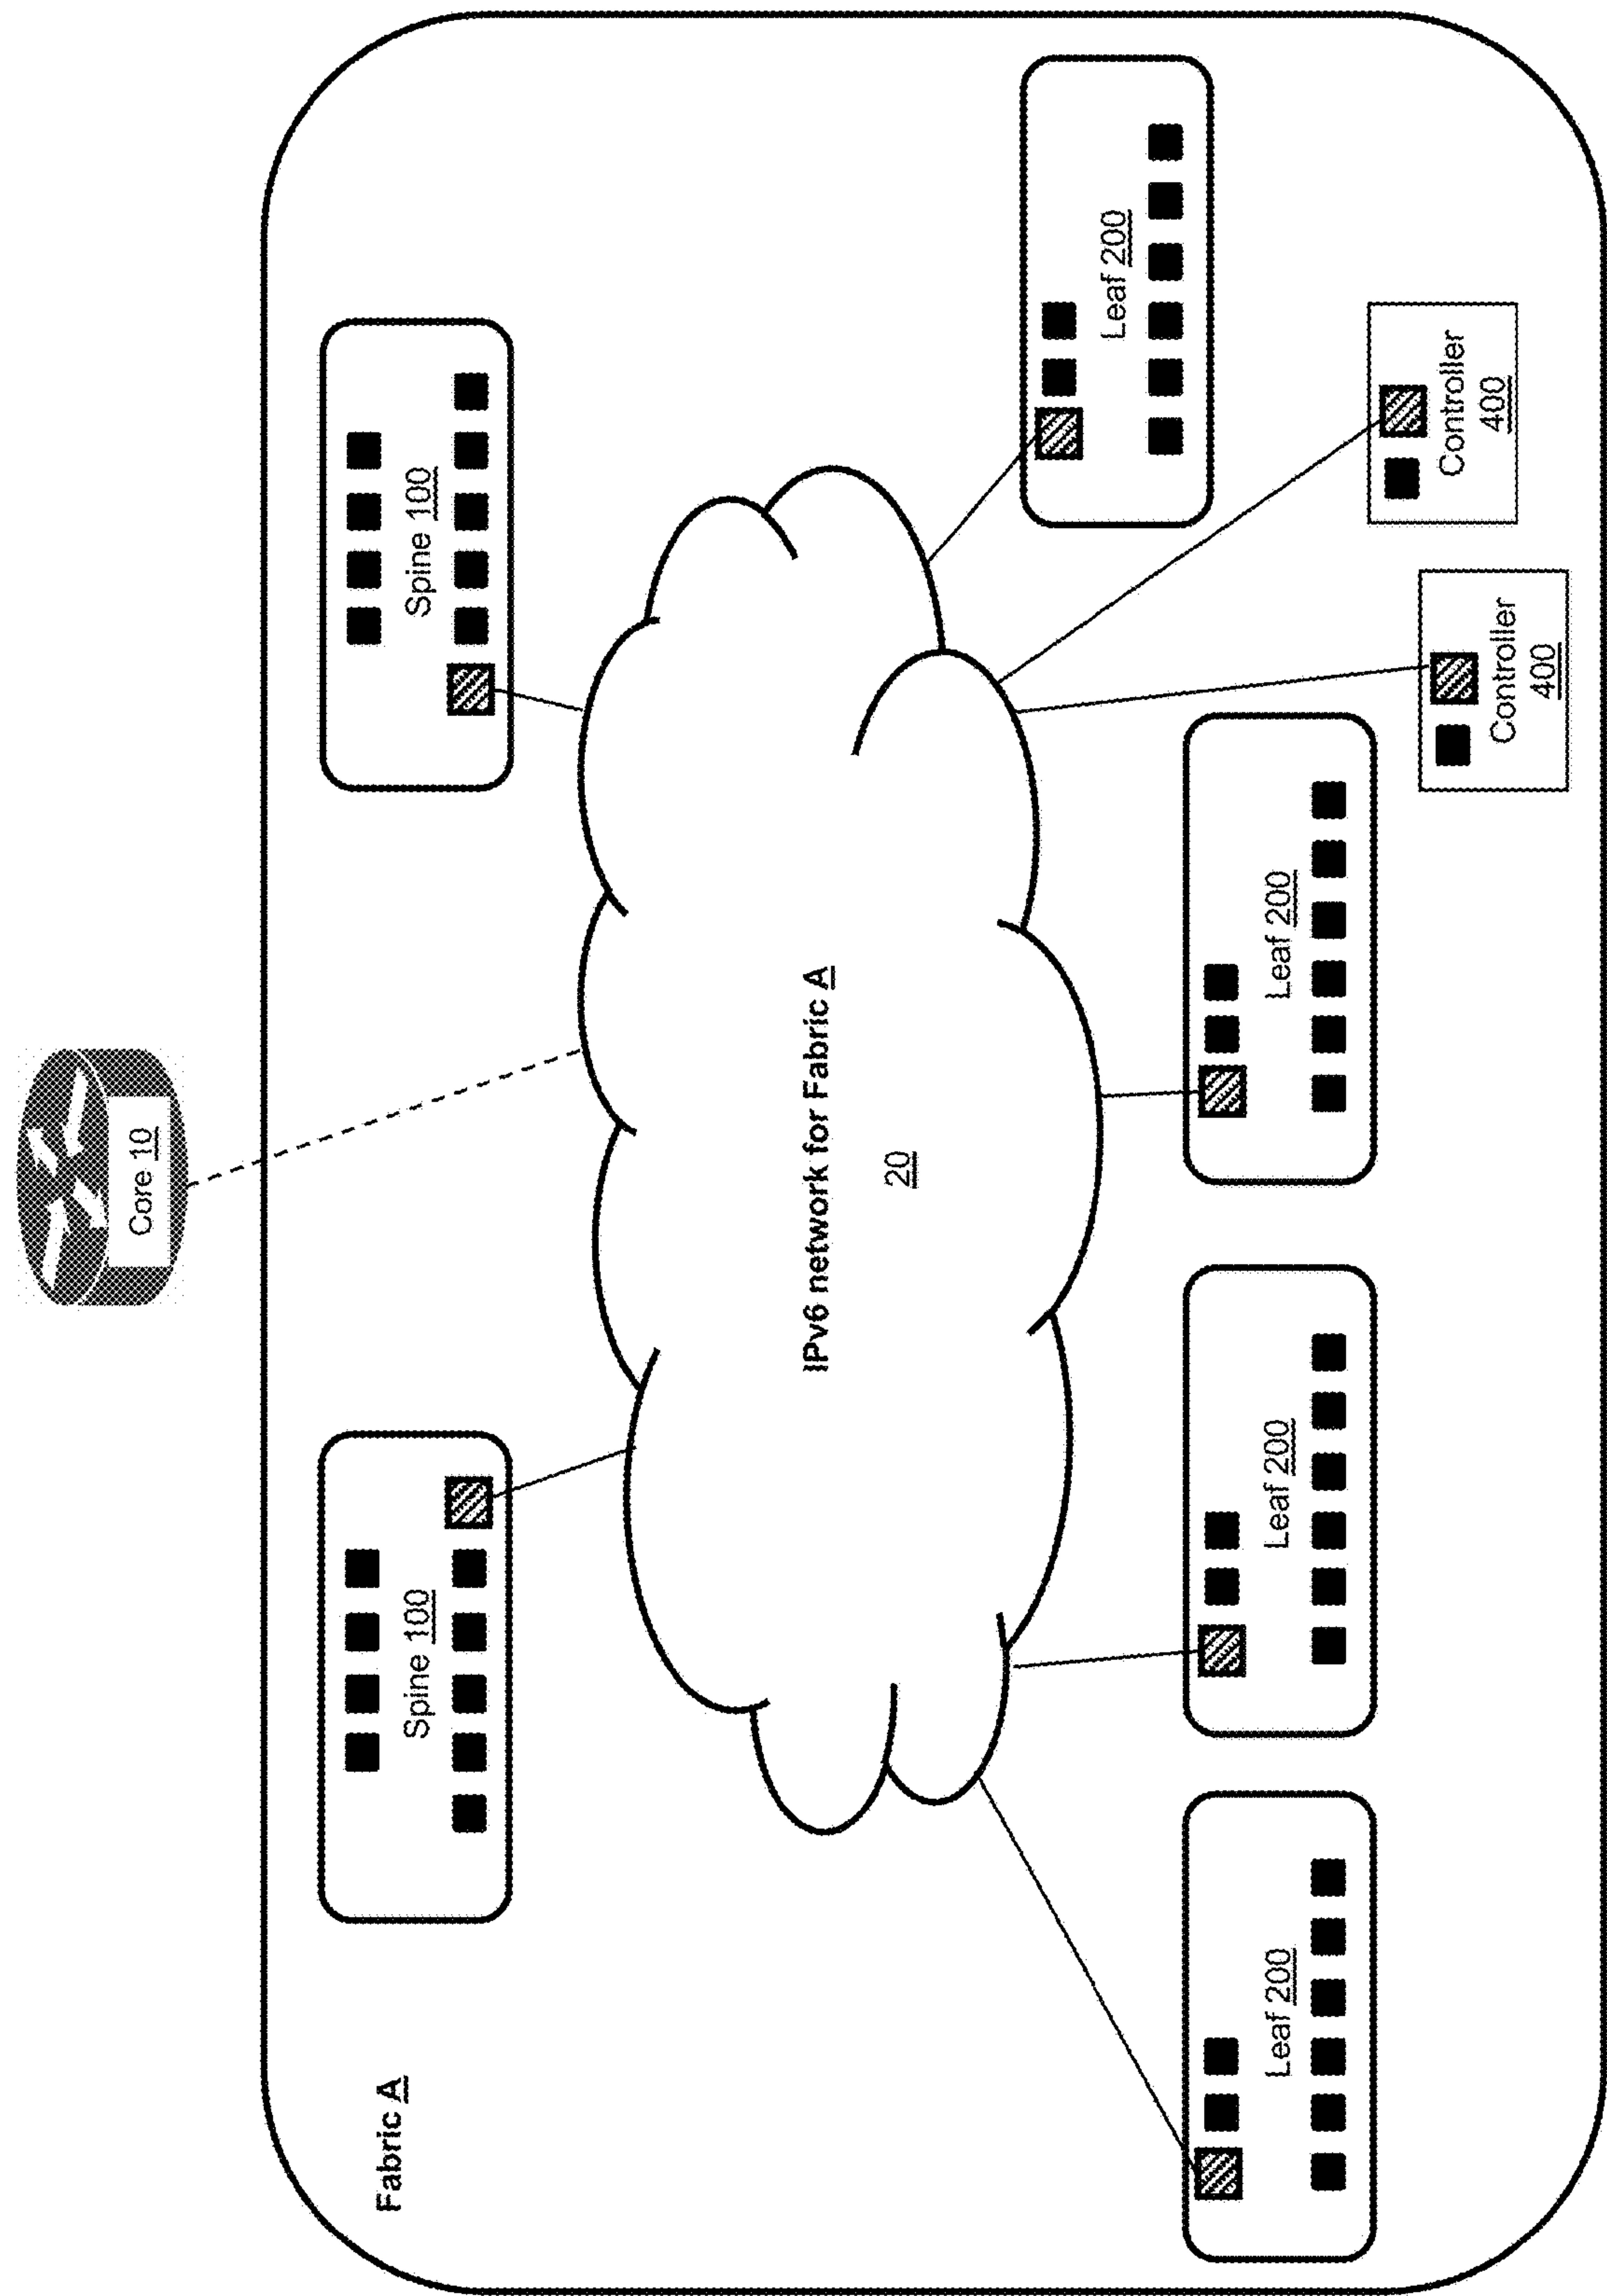 Core 10
Fabric A
Spine 100
Spine 100
IPv6 network for Fabric A
20
Leaf 200
Leaf 200
Leaf 200
Leaf 200
Controller
400
Controller
400